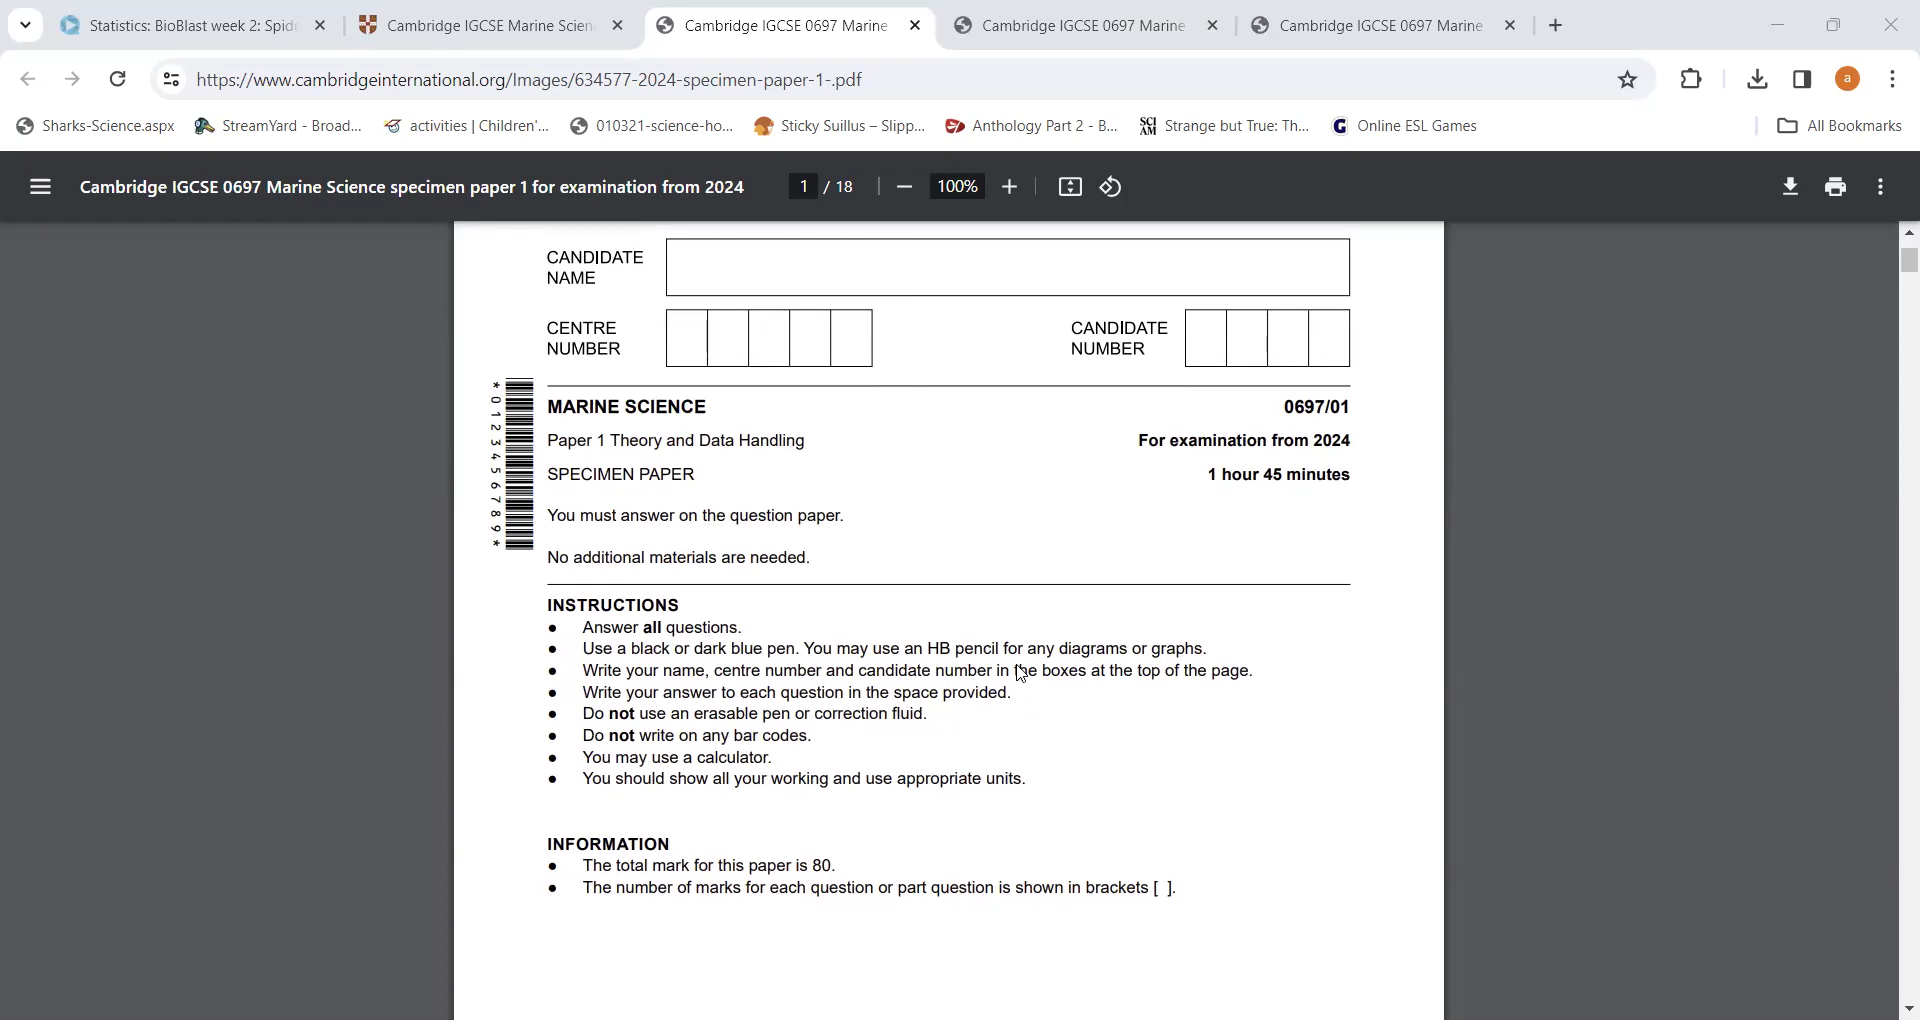 Statistics: BioBlast week 2: Spid
Cambridge IGCSE Marine Scien
Cambridge IGCSE 0697 Marine
Cambridge IGCSE 0697 Marine
Cambridge IGCSE 0697 Marine
https://www.cambridgeinternational.org/Images/634577-2024-specimen-paper-1-.pdf
a
Sharks-Science.aspx
StreamYard - Broad...
activities | Children'...
010321-science-ho...
Sticky Suillus – Slipp...
Anthology Part 2 - B...
SCI AM
Strange but True: Th...
G
Online ESL Games
All Bookmarks
Cambridge IGCSE 0697 Marine Science specimen paper 1 for examination from 2024
1 / 18
100%
CANDIDATE
NAME
CENTRE
NUMBER
CANDIDATE
NUMBER
*0123456789*
MARINE SCIENCE 0697/01
Paper 1 Theory and Data Handling For examination from 2024
SPECIMEN PAPER 1 hour 45 minutes
You must answer on the question paper.
No additional materials are needed.
INSTRUCTIONS
● Answer all questions.
● Use a black or dark blue pen. You may use an HB pencil for any diagrams or graphs.
● Write your name, centre number and candidate number in the boxes at the top of the page.
● Write your answer to each question in the space provided.
● Do not use an erasable pen or correction fluid.
● Do not write on any bar codes.
● You may use a calculator.
● You should show all your working and use appropriate units.
INFORMATION
● The total mark for this paper is 80.
● The number of marks for each question or part question is shown in brackets [ ].